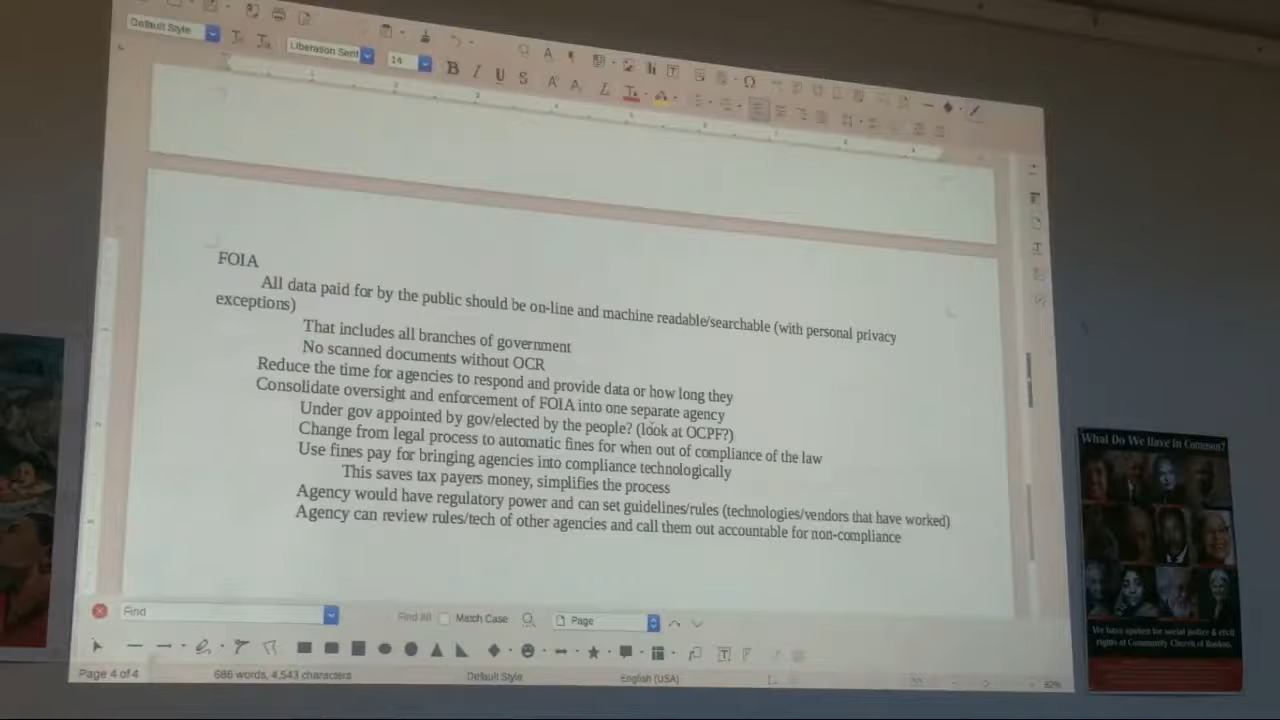 Default Style
Liberation Seri
14
FOIA
All data paid for by the public should be on-line and machine readable/searchable (with personal privacy
exceptions)
That includes all branches of government
No scanned documents without OCR
Reduce the time for agencies to respond and provide data or how long they
Consolidate oversight and enforcement of FOIA into one separate agency
Under gov appointed by gov/elected by the people? (look at OCPF?)
Change from legal process to automatic fines for when out of compliance of the law
Use fines pay for bringing agencies into compliance technologically
This saves tax payers money, simplifies the process
Agency would have regulatory power and can set guidelines/rules (technologies/vendors that have worked)
Agency can review rules/tech of other agencies and call them out accountable for non-compliance
Find
Find All
Match Case
Page
Page 4 of 4
686 words, 4,543 characters
Default Style
English (USA)
92%
What Do We Have In Common?
We have spoken for social justice & civil
rights at Community Church of Boston.